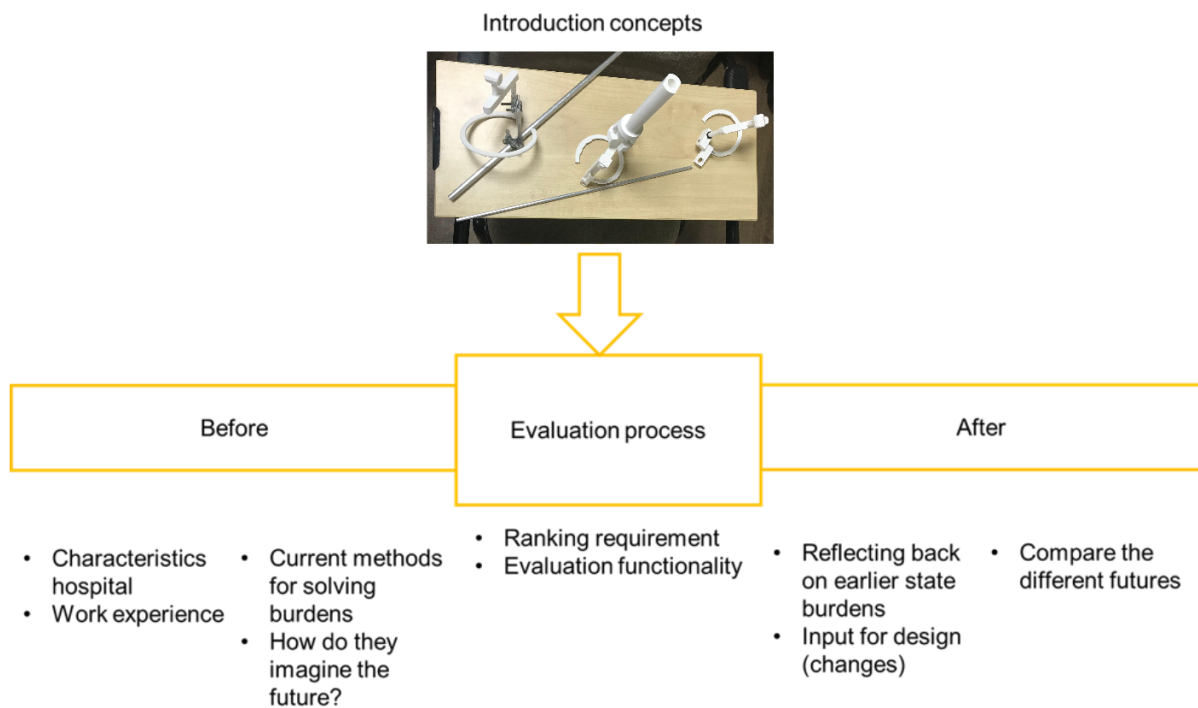 Introduction concepts
Before
Evaluation process
After
• Characteristics
hospital
• Work experience
• Current methods
for solving
burdens
• How do they
imagine the
future?
• Ranking requirement
• Evaluation functionality
• Reflecting back
on earlier state
burdens
• Input for design
(changes)
• Compare the
different futures